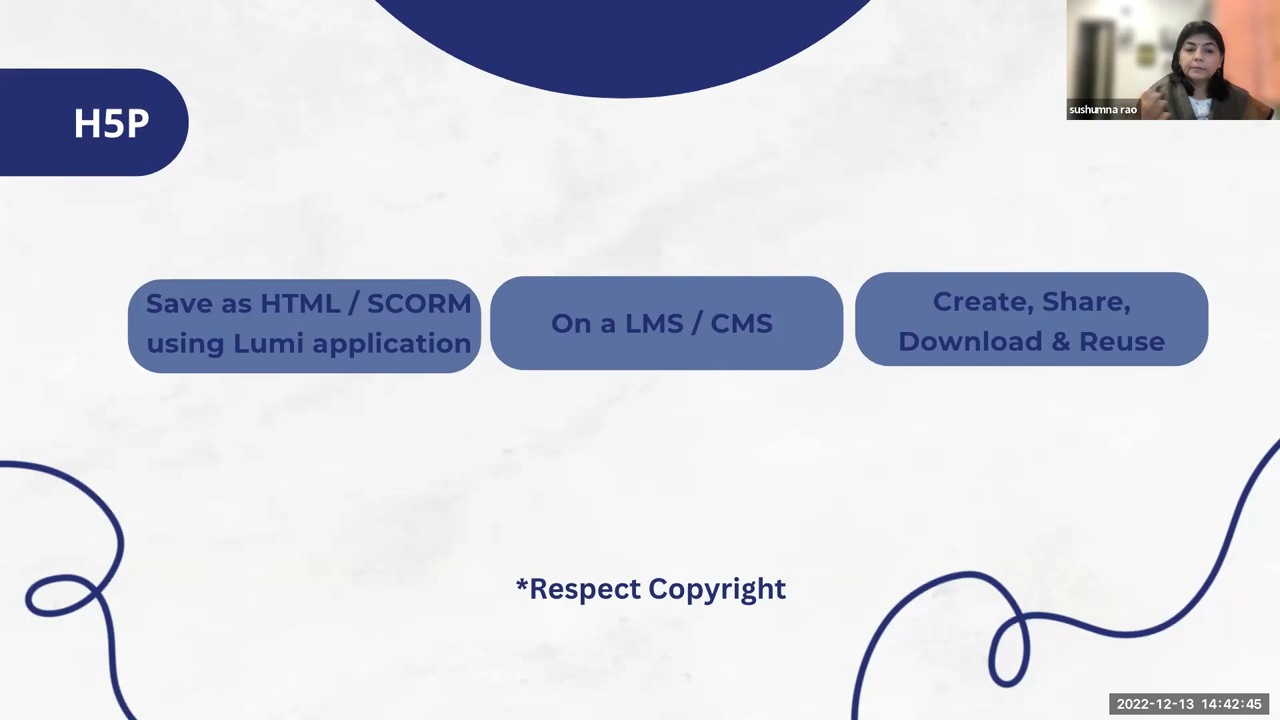 H5P
sushumna rao
Save as HTML / SCORM
using Lumi application
On a LMS / CMS
Create, Share,
Download & Reuse
*Respect Copyright
2022-12-13 14:42:45